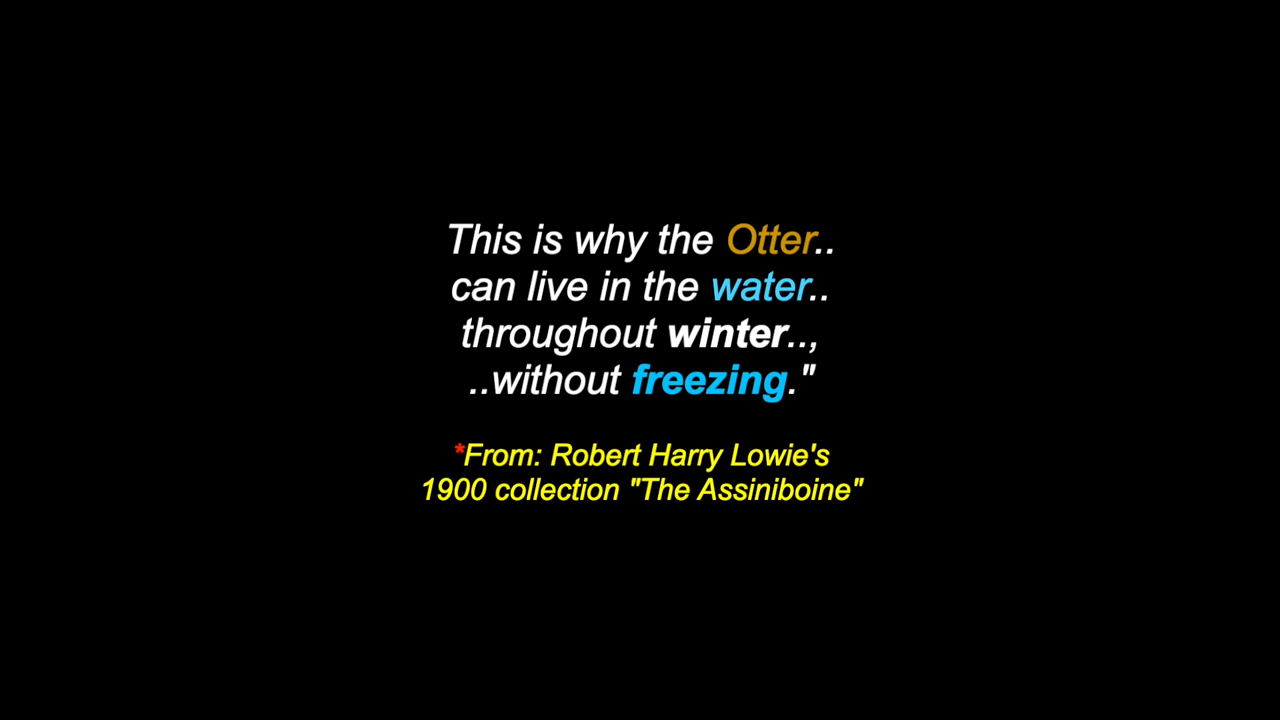 This is why the Otter..
can live in the water..
throughout winter..,
..without freezing."
*From: Robert Harry Lowie's
1900 collection "The Assiniboine"